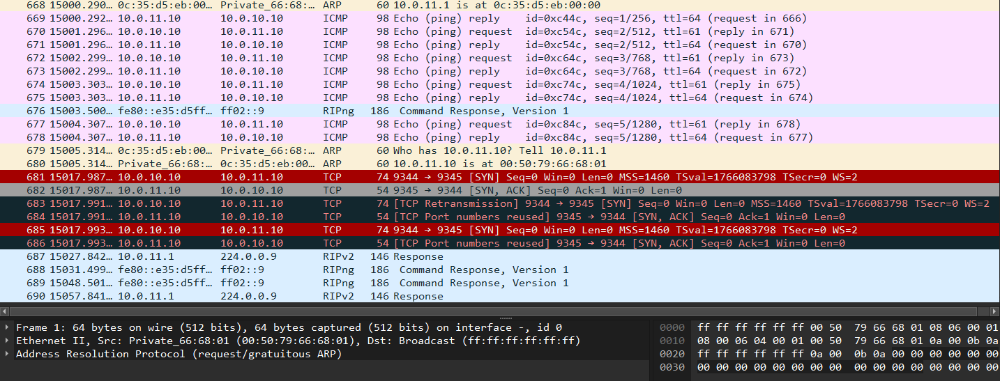 668 15000.290… 0c:35:d5:eb:00… Private_66:68:… ARP 60 10.0.11.1 is at 0c:35:d5:eb:00:00
669 15000.292… 10.0.11.10 10.0.10.10 ICMP 98 Echo (ping) reply id=0xc44c, seq=1/256, ttl=64 (request in 666)
670 15001.296… 10.0.10.10 10.0.11.10 ICMP 98 Echo (ping) request id=0xc54c, seq=2/512, ttl=61 (reply in 671)
671 15001.296… 10.0.11.10 10.0.10.10 ICMP 98 Echo (ping) reply id=0xc54c, seq=2/512, ttl=64 (request in 670)
672 15002.299… 10.0.10.10 10.0.11.10 ICMP 98 Echo (ping) request id=0xc64c, seq=3/768, ttl=61 (reply in 673)
673 15002.299… 10.0.11.10 10.0.10.10 ICMP 98 Echo (ping) reply id=0xc64c, seq=3/768, ttl=64 (request in 672)
674 15003.303… 10.0.10.10 10.0.11.10 ICMP 98 Echo (ping) request id=0xc74c, seq=4/1024, ttl=61 (reply in 675)
675 15003.303… 10.0.11.10 10.0.10.10 ICMP 98 Echo (ping) reply id=0xc74c, seq=4/1024, ttl=64 (request in 674)
676 15003.500… fe80::e35:d5ff… ff02::9 RIPng 186 Command Response, Version 1
677 15004.307… 10.0.10.10 10.0.11.10 ICMP 98 Echo (ping) request id=0xc84c, seq=5/1280, ttl=61 (reply in 678)
678 15004.307… 10.0.11.10 10.0.10.10 ICMP 98 Echo (ping) reply id=0xc84c, seq=5/1280, ttl=64 (request in 677)
679 15005.314… 0c:35:d5:eb:00… Private_66:68:… ARP 60 Who has 10.0.11.10? Tell 10.0.11.1
680 15005.314… Private_66:68:… 0c:35:d5:eb:00… ARP 60 10.0.11.10 is at 00:50:79:66:68:01
681 15017.987… 10.0.10.10 10.0.11.10 TCP 74 9344 → 9345 [SYN] Seq=0 Win=0 Len=0 MSS=1460 TSval=1766083798 TSecr=0 WS=2
682 15017.987… 10.0.11.10 10.0.10.10 TCP 54 9345 → 9344 [SYN, ACK] Seq=0 Ack=1 Win=0 Len=0
683 15017.991… 10.0.10.10 10.0.11.10 TCP 74 [TCP Retransmission] 9344 → 9345 [SYN] Seq=0 Win=0 Len=0 MSS=1460 TSval=1766083798 TSecr=0 WS=2
684 15017.991… 10.0.11.10 10.0.10.10 TCP 54 [TCP Port numbers reused] 9345 → 9344 [SYN, ACK] Seq=0 Ack=1 Win=0 Len=0
685 15017.993… 10.0.10.10 10.0.11.10 TCP 74 9344 → 9345 [SYN] Seq=0 Win=0 Len=0 MSS=1460 TSval=1766083798 TSecr=0 WS=2
686 15017.993… 10.0.11.10 10.0.10.10 TCP 54 [TCP Port numbers reused] 9345 → 9344 [SYN, ACK] Seq=0 Ack=1 Win=0 Len=0
687 15027.842… 10.0.11.1 224.0.0.9 RIPv2 146 Response
688 15031.499… fe80::e35:d5ff… ff02::9 RIPng 186 Command Response, Version 1
689 15048.501… fe80::e35:d5ff… ff02::9 RIPng 186 Command Response, Version 1
690 15057.841… 10.0.11.1 224.0.0.9 RIPv2 146 Response
Frame 1: 64 bytes on wire (512 bits), 64 bytes captured (512 bits) on interface -, id 0
Ethernet II, Src: Private_66:68:01 (00:50:79:66:68:01), Dst: Broadcast (ff:ff:ff:ff:ff:ff)
Address Resolution Protocol (request/gratuitous ARP)
0000 ff ff ff ff ff ff 00 50 79 66 68 01 08 06 00 01
0010 08 00 06 04 00 01 00 50 79 66 68 01 0a 00 0b 0a
0020 ff ff ff ff ff ff 0a 00 0b 0a 00 00 00 00 00 00
0030 00 00 00 00 00 00 00 00 00 00 00 00 00 00 00 00